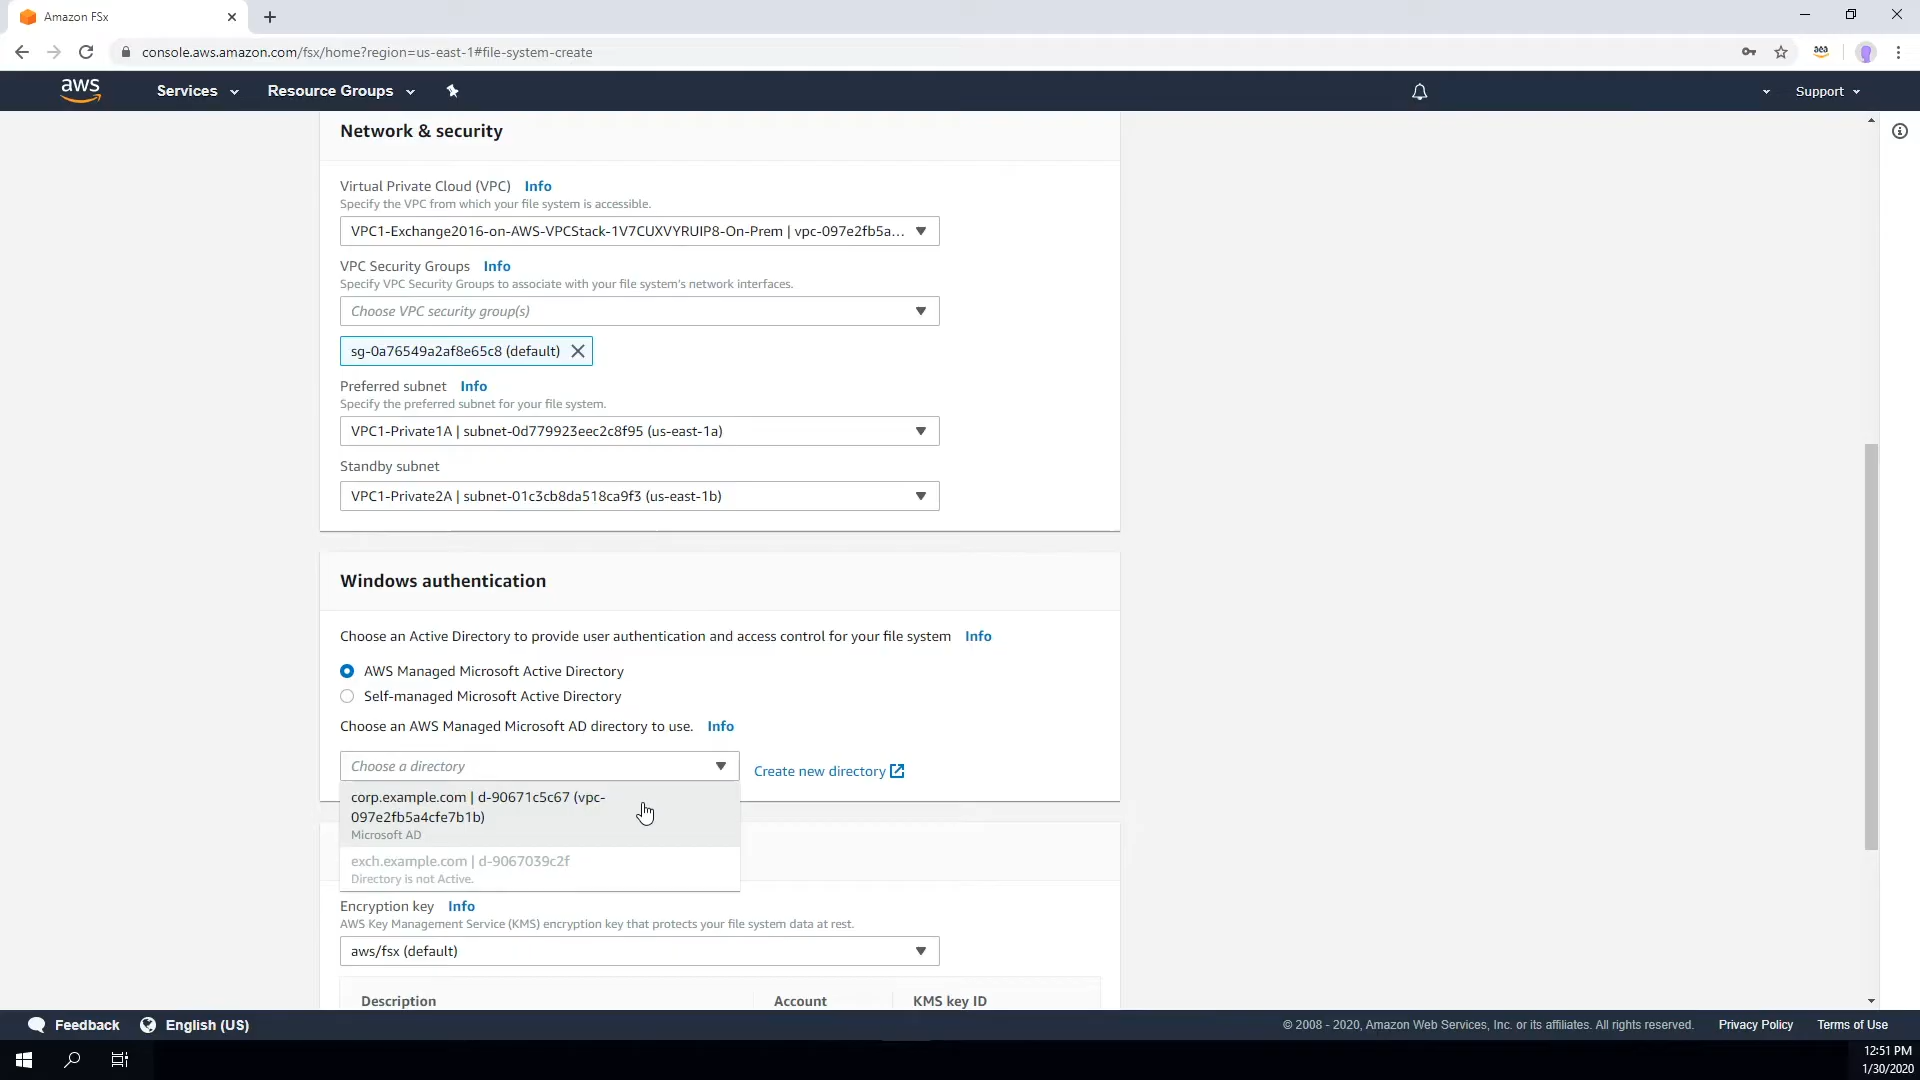 Amazon FSx
console.aws.amazon.com/fsx/home?region=us-east-1#file-system-create
aws
Services
Resource Groups
Support
Network & security
Virtual Private Cloud (VPC) Info
Specify the VPC from which your file system is accessible.
VPC1-Exchange2016-on-AWS-VPCStack-1V7CUXVYRUIP8-On-Prem | vpc-097e2fb5a...
VPC Security Groups Info
Specify VPC Security Groups to associate with your file system's network interfaces.
Choose VPC security group(s)
sg-0a76549a2af8e65c8 (default)
Preferred subnet Info
Specify the preferred subnet for your file system.
VPC1-Private1A | subnet-0d779923eec2c8f95 (us-east-1a)
Standby subnet
VPC1-Private2A | subnet-01c3cb8da518ca9f3 (us-east-1b)
Windows authentication
Choose an Active Directory to provide user authentication and access control for your file system Info
AWS Managed Microsoft Active Directory
Self-managed Microsoft Active Directory
Choose an AWS Managed Microsoft AD directory to use. Info
Choose a directory
Create new directory
corp.example.com | d-90671c5c67 (vpc-
097e2fb5a4cfe7b1b)
Microsoft AD
exch.example.com | d-9067039c2f
Directory is not Active.
Encryption key Info
AWS Key Management Service (KMS) encryption key that protects your file system data at rest.
aws/fsx (default)
Description Account KMS key ID
Feedback
English (US)
© 2008 - 2020, Amazon Web Services, Inc. or its affiliates. All rights reserved.
Privacy Policy
Terms of Use
12:51 PM
1/30/2020